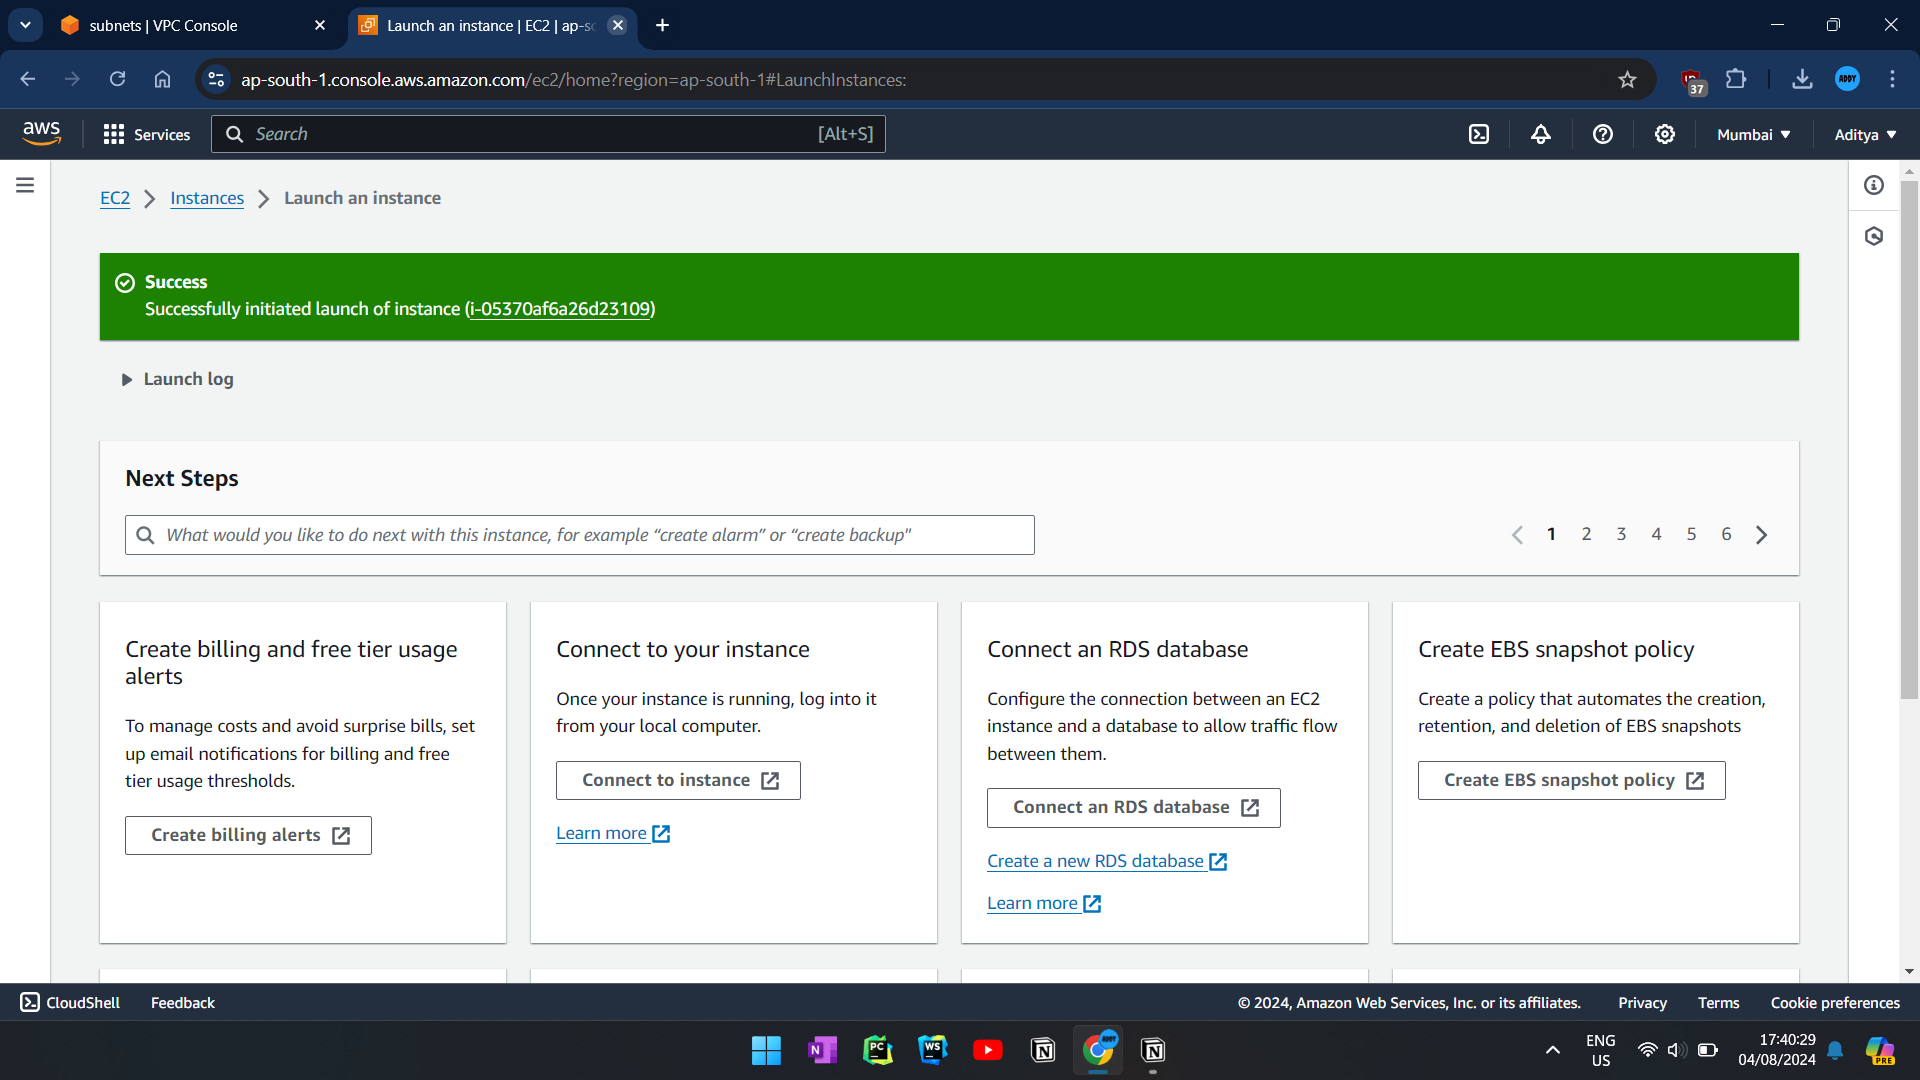 subnets | VPC Console
Launch an instance | EC2 | ap-so
ap-south-1.console.aws.amazon.com/ec2/home?region=ap-south-1#LaunchInstances:
37
ADDY
aws
Services
Search
[Alt+S]
Mumbai
Aditya
EC2
Instances
Launch an instance
Success
Successfully initiated launch of instance (i-05370af6a26d23109)
Launch log
Next Steps
What would you like to do next with this instance, for example “create alarm” or “create backup"
1 2 3 4 5 6
Create billing and free tier usage
alerts
To manage costs and avoid surprise bills, set
up email notifications for billing and free
tier usage thresholds.
Create billing alerts
Connect to your instance
Once your instance is running, log into it
from your local computer.
Connect to instance
Learn more
Connect an RDS database
Configure the connection between an EC2
instance and a database to allow traffic flow
between them.
Connect an RDS database
Create a new RDS database
Learn more
Create EBS snapshot policy
Create a policy that automates the creation,
retention, and deletion of EBS snapshots
Create EBS snapshot policy
CloudShell
Feedback
© 2024, Amazon Web Services, Inc. or its affiliates.
Privacy
Terms
Cookie preferences
N
PC
WS
N
ADDY
N
ENG
US
17:40:29
04/08/2024
PRE